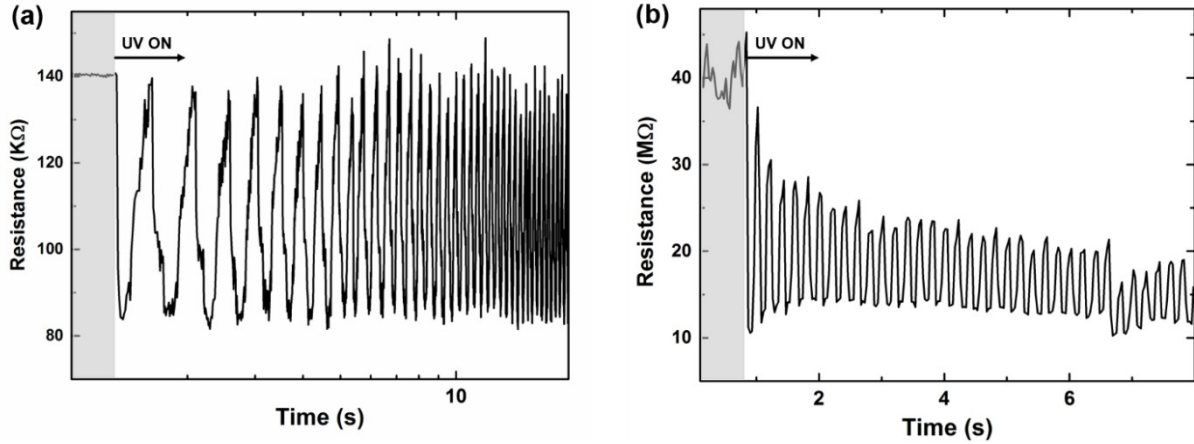 (a)
UV ON
140
120
100
80
Resistance (KΩ)
10
Time (s)
(b)
UV ON
40
30
20
10
Resistance (MΩ)
2 4 6
Time (s)